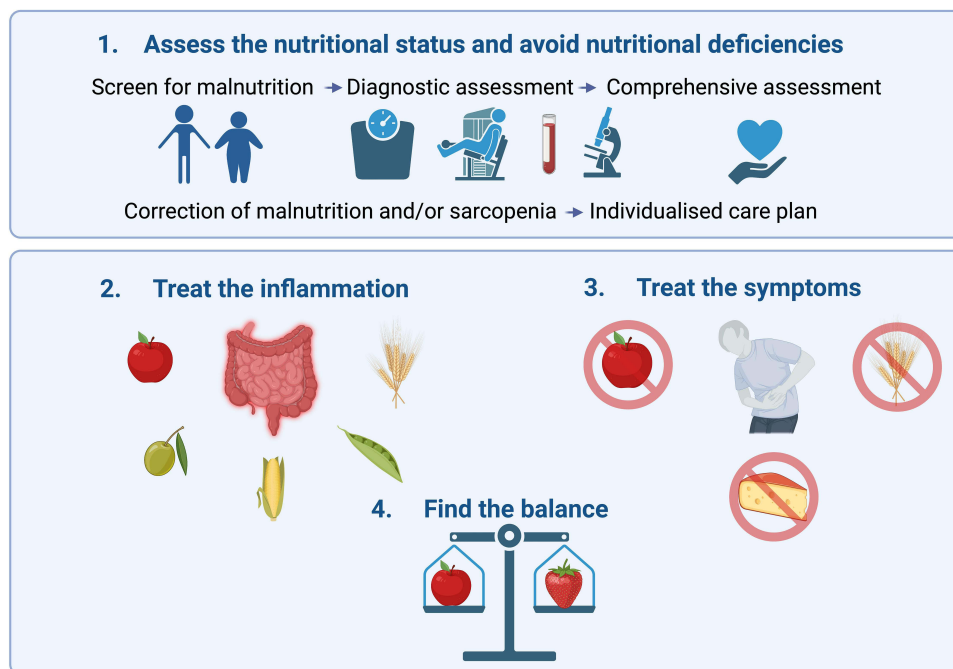 1. Assess the nutritional status and avoid nutritional deficiencies
Screen for malnutrition → Diagnostic assessment → Comprehensive assessment
Correction of malnutrition and/or sarcopenia → Individualised care plan
2. Treat the inflammation
3. Treat the symptoms
4. Find the balance